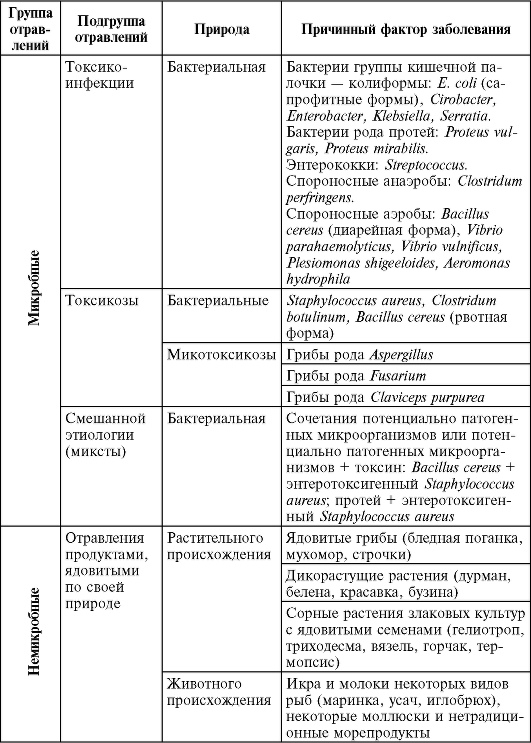 Группа
отрав-
лений
Подгруппа
отравлений
Природа
Причинный фактор заболевания
Микробные
Токсико-
инфекции
Бактериальная
Бактерии группы кишечной па-
лочки — колиформы: E. coli (са-
профитные формы), Cirobacter,
Enterobacter, Klebsiella, Serratia.
Бактерии рода протей: Proteus vul-
garis, Proteus mirabilis.
Энтерококки: Streptococcus.
Спороносные анаэробы: Clostridum
perfringens.
Спороносные аэробы: Bacillus
cereus (диарейная форма), Vibrio
parahaemolyticus, Vibrio vulnificus,
Plesiomonas shigeeloides, Aeromonas
hydrophila
Токсикозы
Бактериальные
Staphylococcus aureus, Clostridum
botulinum, Bacillus cereus (рвотная
форма)
Микотоксикозы
Грибы рода Aspergillus
Грибы рода Fusarium
Грибы рода Claviceps purpurea
Смешанной
этиологии
(миксты)
Бактериальная
Сочетания потенциально патоген-
ных микроорганизмов или потен-
циально патогенных микроорга-
низмов + токсин: Bacillus cereus +
энтеротоксигенный Staphylococcus
aureus; протей + энтеротоксиген-
ный Staphylococcus aureus
Немикробные
Отравления
продуктами,
ядовитыми
по своей
природе
Растительного
происхождения
Ядовитые грибы (бледная поганка,
мухомор, строчки)
Дикорастущие растения (дурман,
белена, красавка, бузина)
Сорные растения злаковых культур
с ядовитыми семенами (гелиотроп,
триходесма, вязель, горчак, тер-
мопсис)
Животного
происхождения
Икра и молоки некоторых видов
рыб (маринка, усач, иглобрюх),
некоторые моллюски и нетрадици-
онные морепродукты